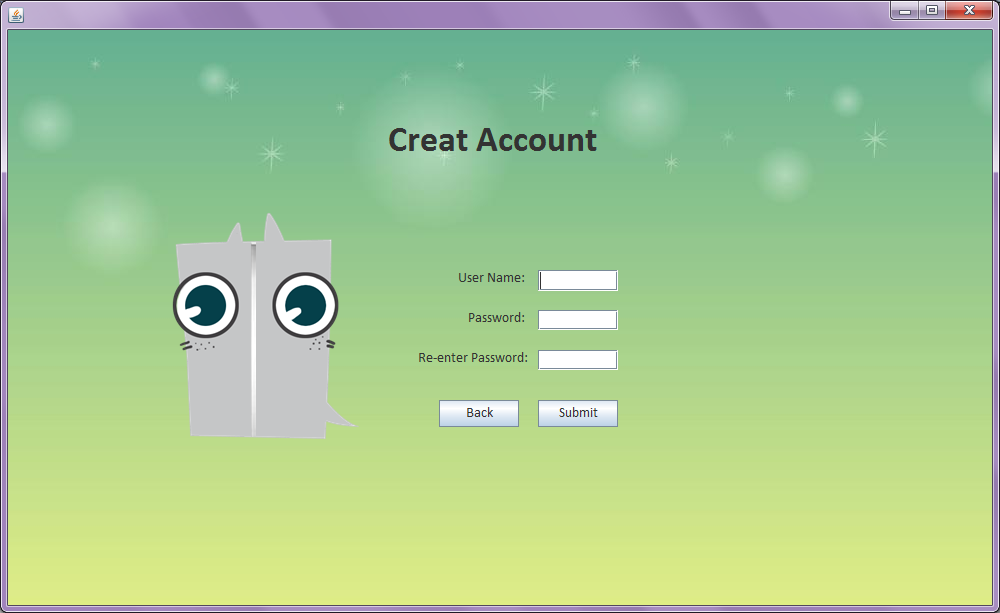 Creat Account
User Name:
Password:
Re-enter Password:
Back Submit